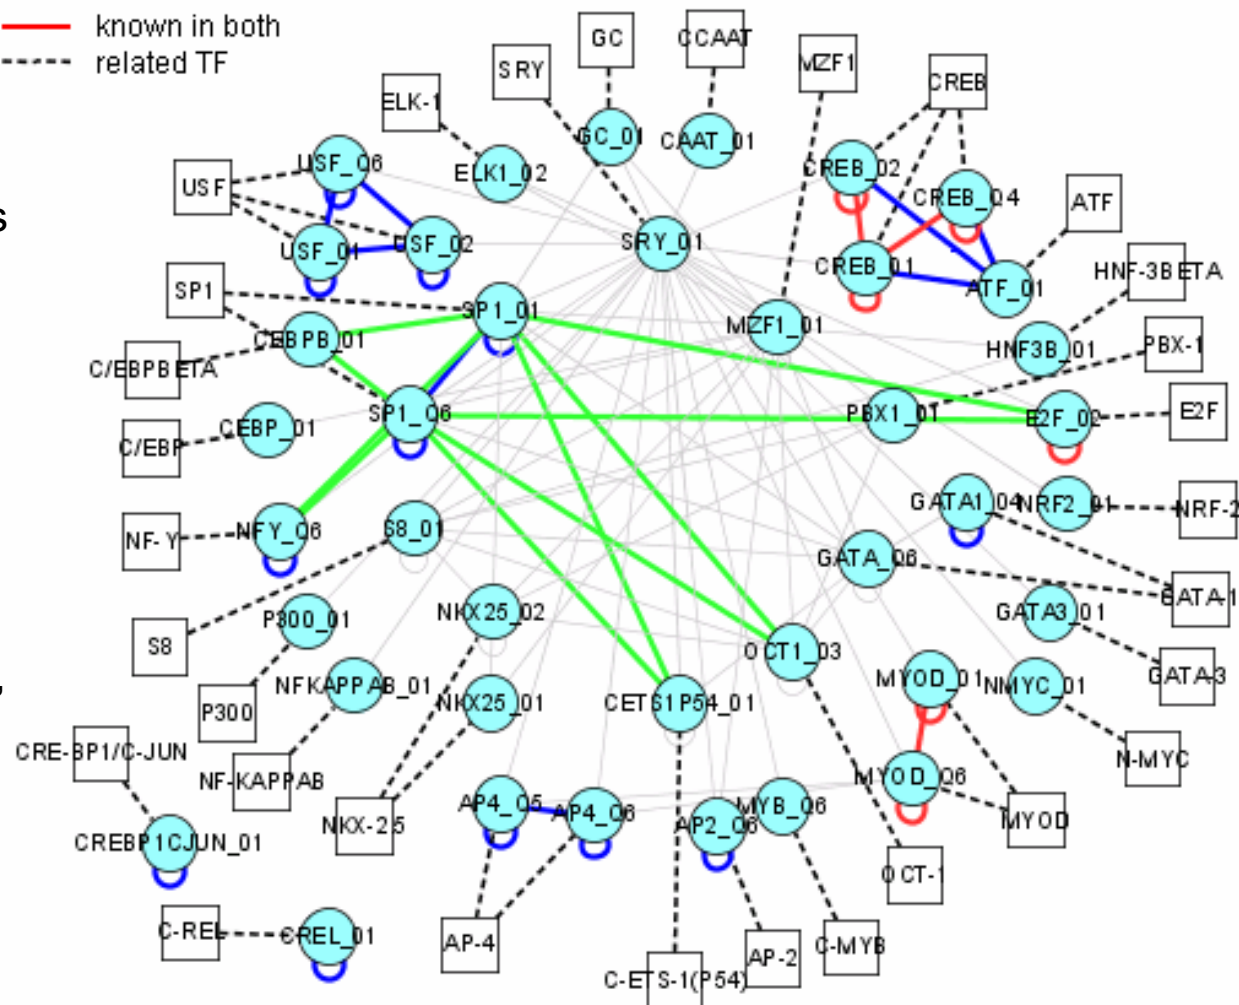 known in both
related TF
GC
CCAAT
SRY
MZF1
CREB
ELK-1
GC_01
CAAT_01
USF_Q6
ELK1_02
CREB_02
USF
CREB_Q4
ATF
s
USF_01
USF_02
SRY_01
CREB_01
HNF-3BETA
ATF_01
SP1
SP1_01
MZF1_01
CEBPB_01
HNF3B_01
PBX-1
C/EBPBETA
SP1_Q6
PBX1_01
E2F_02
E2F
CEBP_01
C/EBP
GATA1_04
NRF2_01
NRF-2
NF-Y
NFY_Q6
S8_01
GATA_Q6
GATA-1
P300_01
NKX25_02
GATA3_01
S8
OCT1_03
NFKAPPAB_01
NKX25_01
CETS1P54_01
MYOD_01
NMYC_01
GATA-3
,
P300
CRE-BP1/C-JUN
NF-KAPPAB
N-MYC
MYOD_Q6
AP4_Q5
AP4_Q6
AP2_Q6
MYB_Q6
NKX-25
MYOD
CREBP1CJUN_01
OCT-1
C-REL
CREL_01
AP-4
C-MYB
AP-2
C-ETS-1(P54)